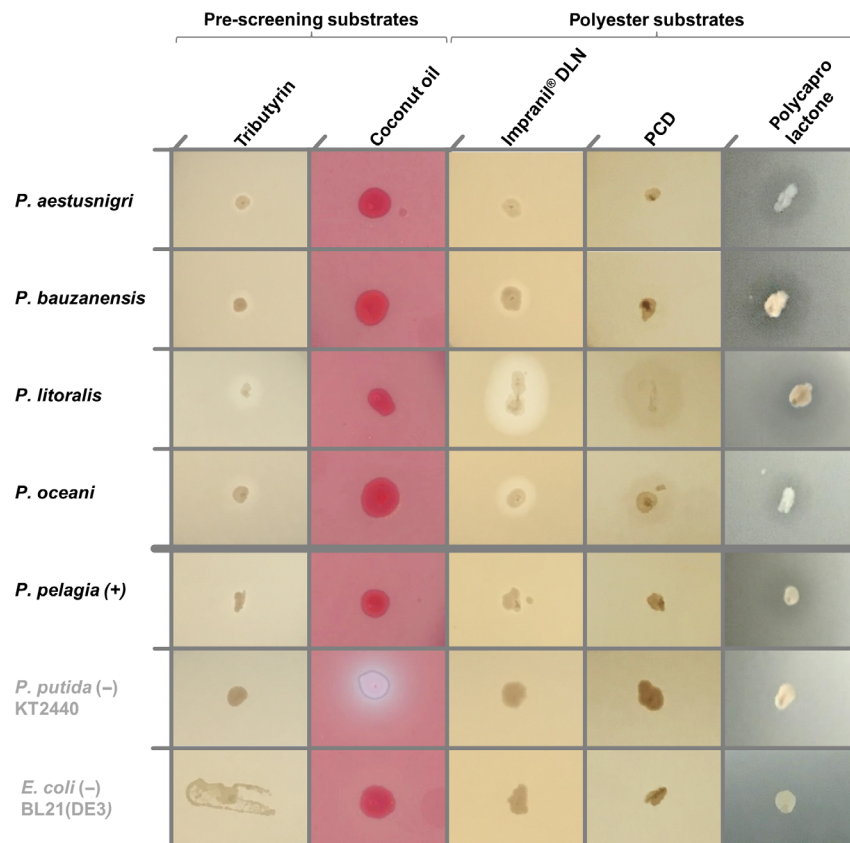 Pre-screening substrates
Polyester substrates
Tributyrin
Coconut oil
Impranil® DLN
PCD
Polycapro
lactone
P. aestusnigri
P. bauzanensis
P. litoralis
P. oceani
P. pelagia (+)
P. putida (–)
KT2440
E. coli (–)
BL21(DE3)